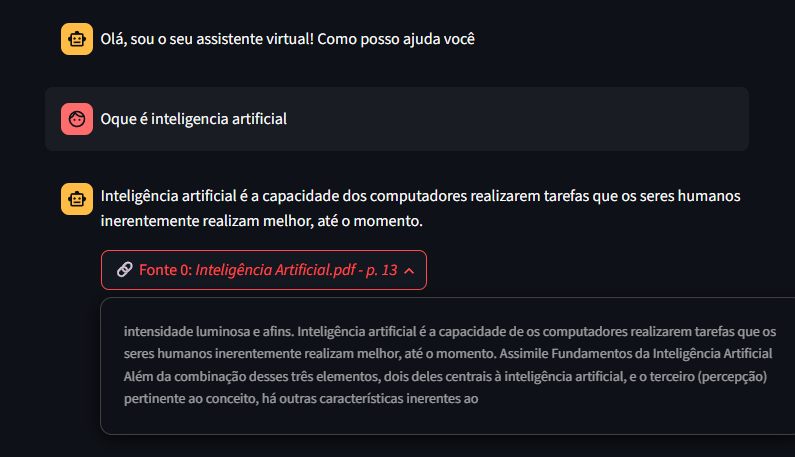 Olá, sou o seu assistente virtual! Como posso ajuda você
Oque é inteligencia artificial
Inteligência artificial é a capacidade dos computadores realizarem tarefas que os seres humanos
inerentemente realizam melhor, até o momento.
Fonte 0: Inteligência Artificial.pdf - p. 13
intensidade luminosa e afins. Inteligência artificial é a capacidade de os computadores realizarem tarefas que os
seres humanos inerentemente realizam melhor, até o momento. Assimile Fundamentos da Inteligência Artificial
Além da combinação desses três elementos, dois deles centrais à inteligência artificial, e o terceiro (percepção)
pertinente ao conceito, há outras características inerentes ao